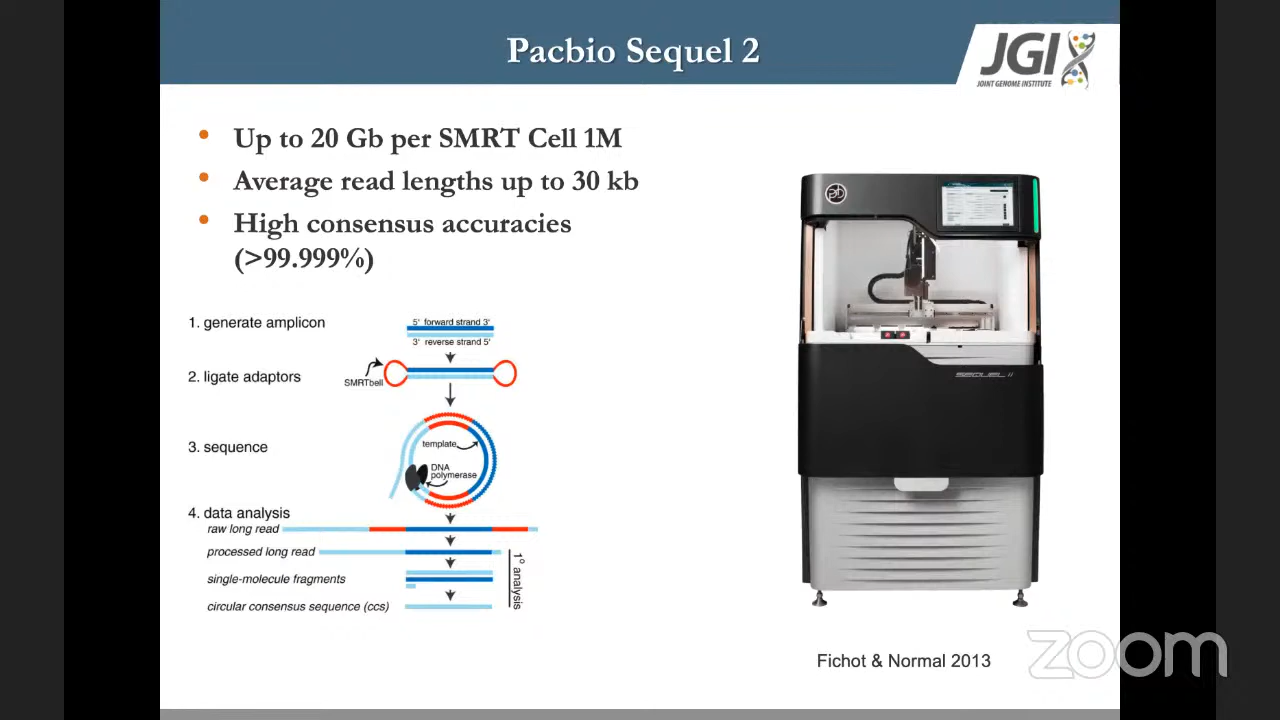 Pacbio Sequel 2
JGI
JOINT GENOME INSTITUTE
• Up to 20 Gb per SMRT Cell 1M
• Average read lengths up to 30 kb
• High consensus accuracies
(>99.999%)
1. generate amplicon
5' forward strand 3'
3' reverse strand 5'
2. ligate adaptors
SMRTbell
3. sequence
template
DNA
polymerase
4. data analysis
raw long read
processed long read
single-molecule fragments
circular consensus sequence (ccs)
1° analysis
Fichot & Normal 2013
zoom